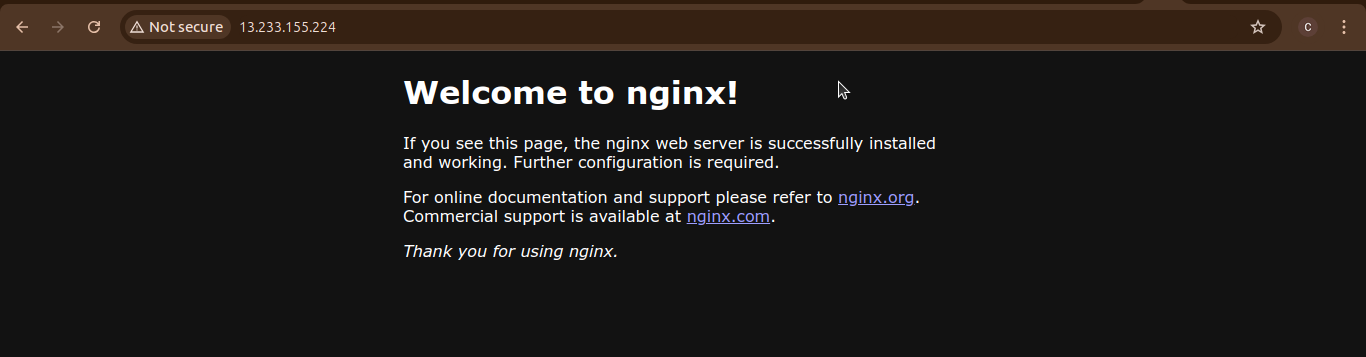 Not secure 13.233.155.224 C
Welcome to nginx!
If you see this page, the nginx web server is successfully installed
and working. Further configuration is required.
For online documentation and support please refer to nginx.org.
Commercial support is available at nginx.com.
Thank you for using nginx.